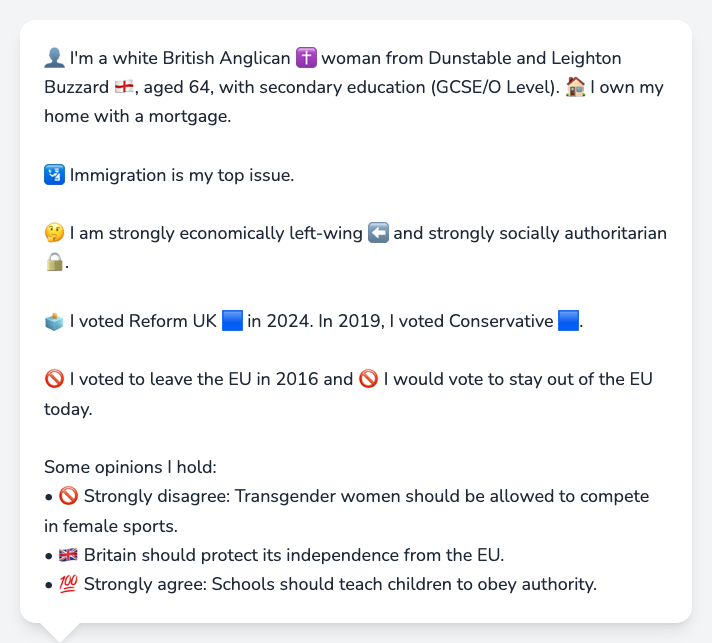 👤 I'm a white British Anglican ✝️ woman from Dunstable and Leighton
Buzzard 🏴󠁧󠁢󠁥󠁮󠁧󠁿, aged 64, with secondary education (GCSE/O Level). 🏠 I own my
home with a mortgage.
🛂 Immigration is my top issue.
🤔 I am strongly economically left-wing ⬅️ and strongly socially authoritarian
🔒.
🗳️ I voted Reform UK 🟦 in 2024. In 2019, I voted Conservative 🟦.
🚫 I voted to leave the EU in 2016 and 🚫 I would vote to stay out of the EU
today.
Some opinions I hold:
• 🚫 Strongly disagree: Transgender women should be allowed to compete
in female sports.
• 🇬🇧 Britain should protect its independence from the EU.
• 💯 Strongly agree: Schools should teach children to obey authority.